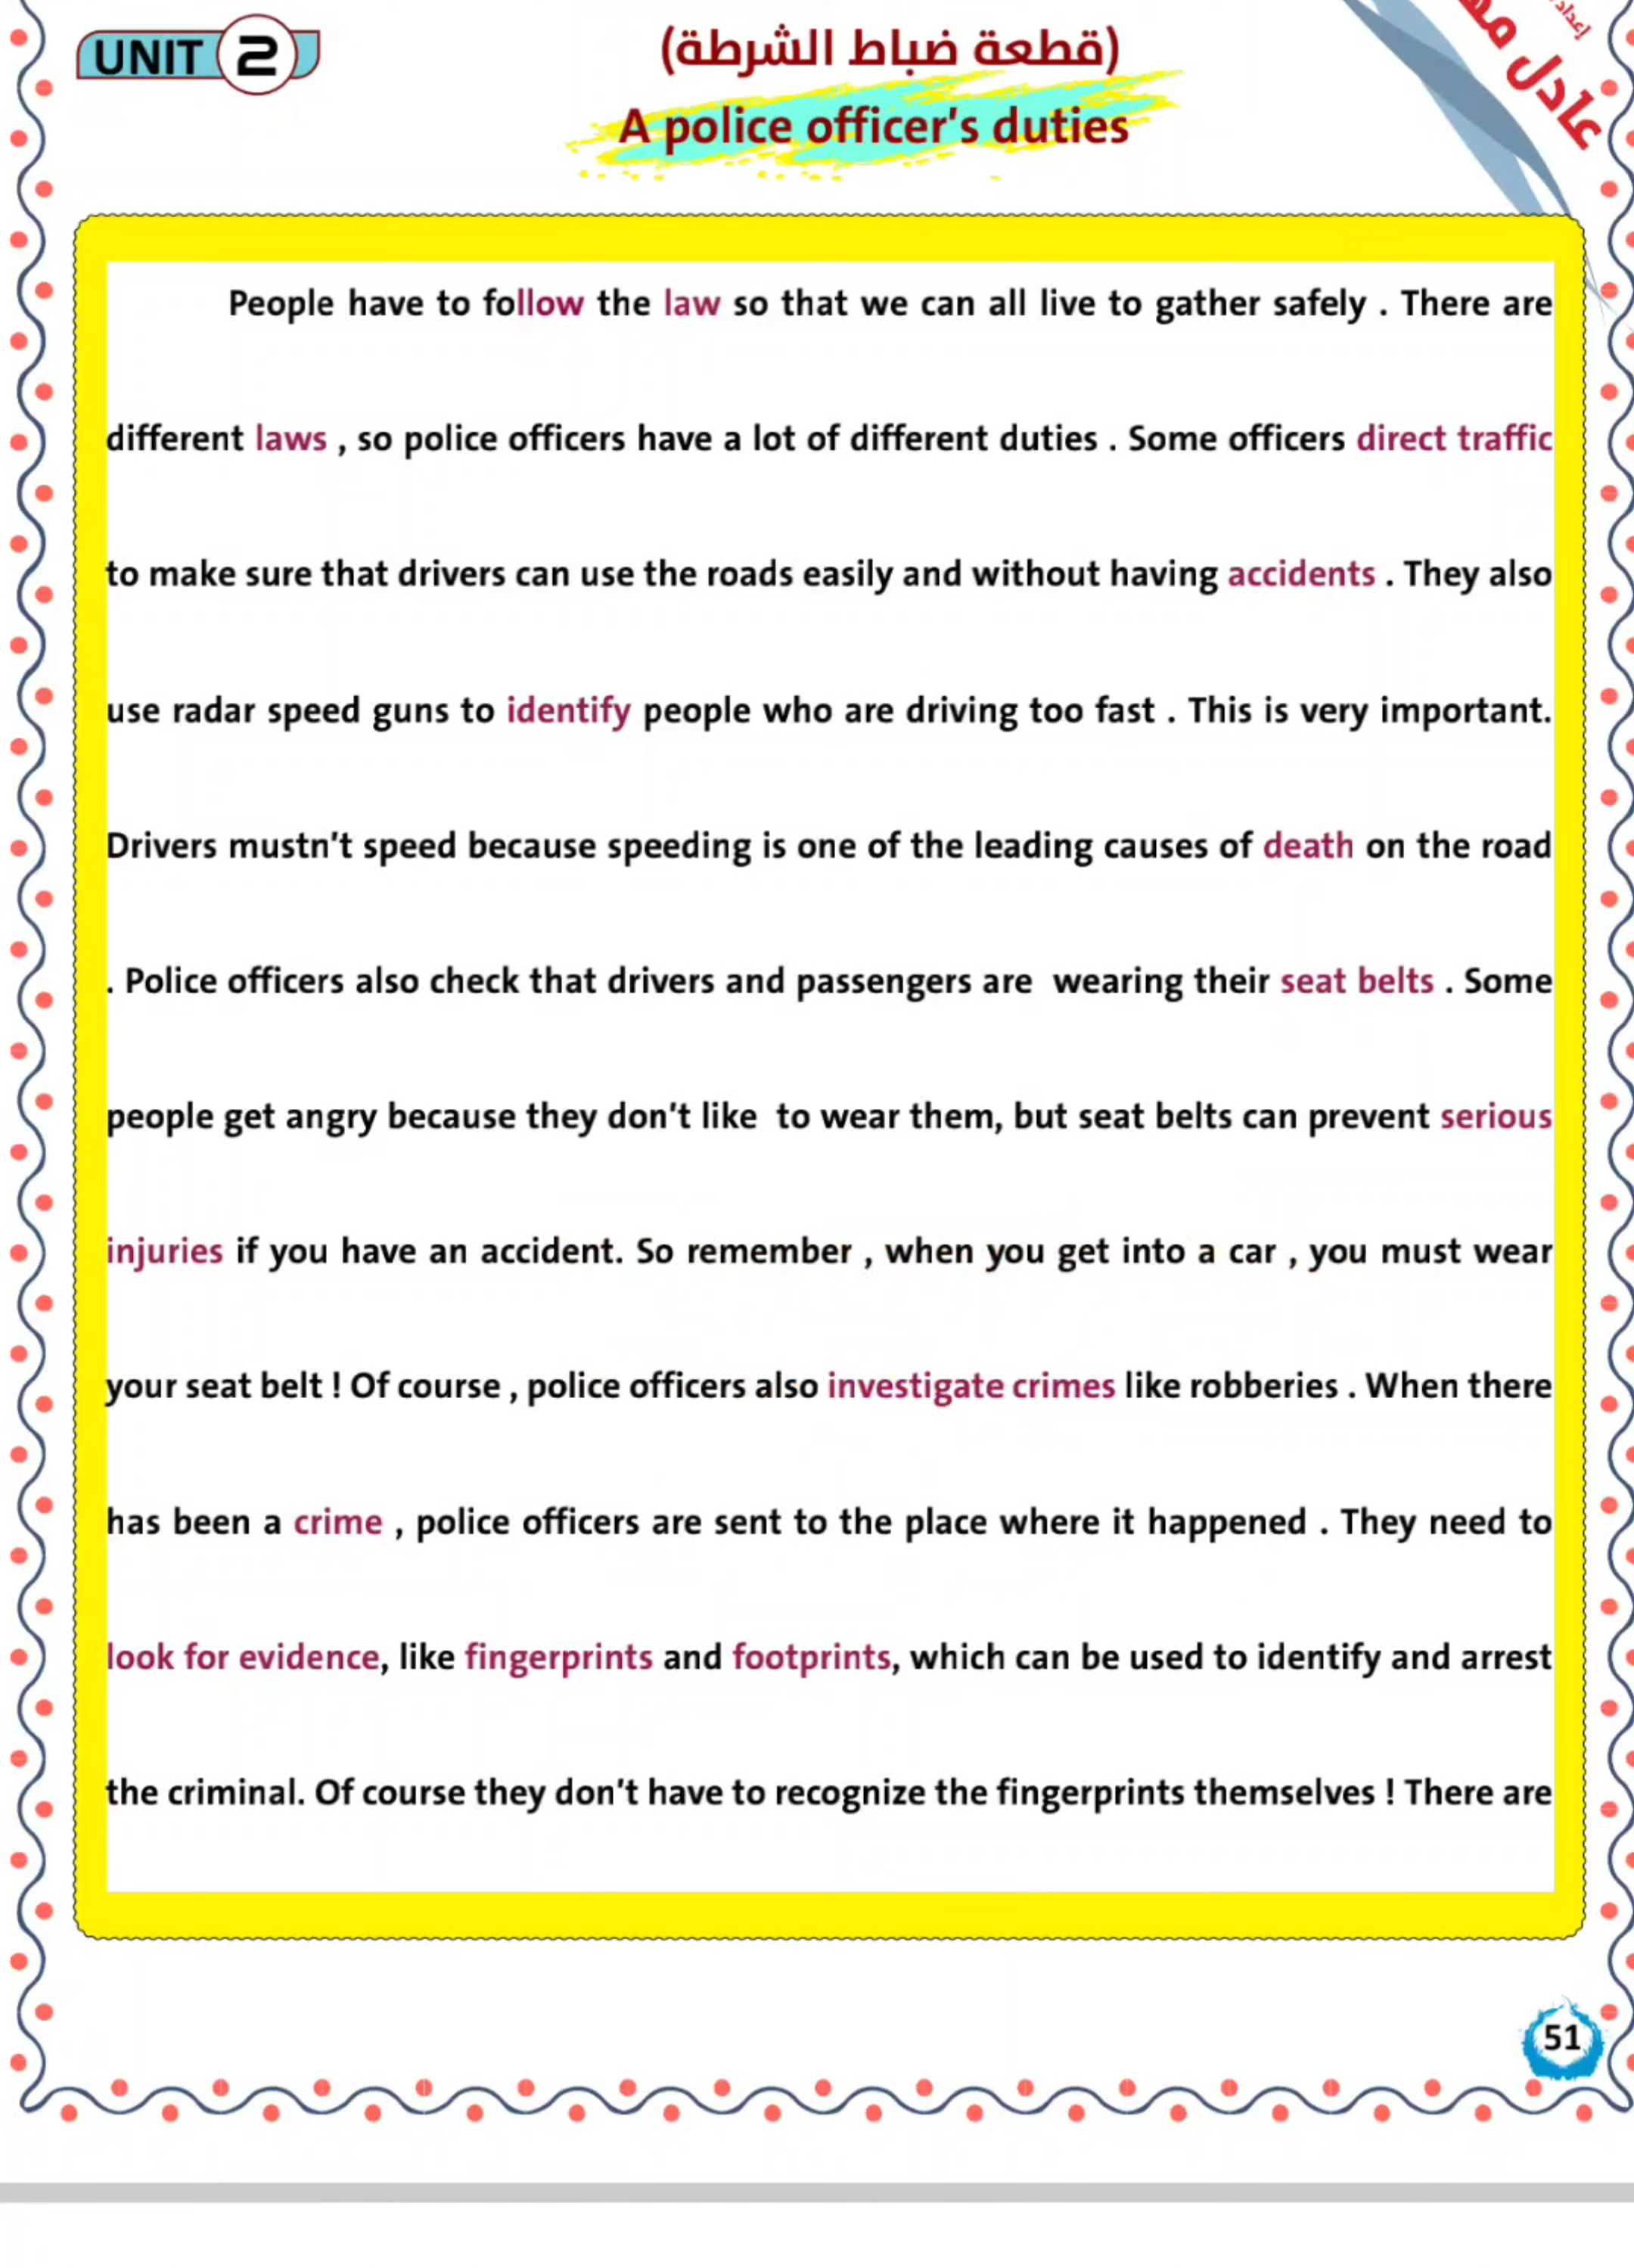 UNIT 2
(قطعة ضباط الشرطة)
A police officer's duties
عادل
People have to follow the law so that we can all live to gather safely . There are
different laws , so police officers have a lot of different duties . Some officers direct traffic
to make sure that drivers can use the roads easily and without having accidents . They also
use radar speed guns to identify people who are driving too fast . This is very important.
Drivers mustn't speed because speeding is one of the leading causes of death on the road
. Police officers also check that drivers and passengers are wearing their seat belts . Some
people get angry because they don't like to wear them, but seat belts can prevent serious
injuries if you have an accident. So remember , when you get into a car , you must wear
your seat belt ! Of course , police officers also investigate crimes like robberies . When there
has been a crime , police officers are sent to the place where it happened . They need to
look for evidence, like fingerprints and footprints, which can be used to identify and arrest
the criminal. Of course they don't have to recognize the fingerprints themselves ! There are
51